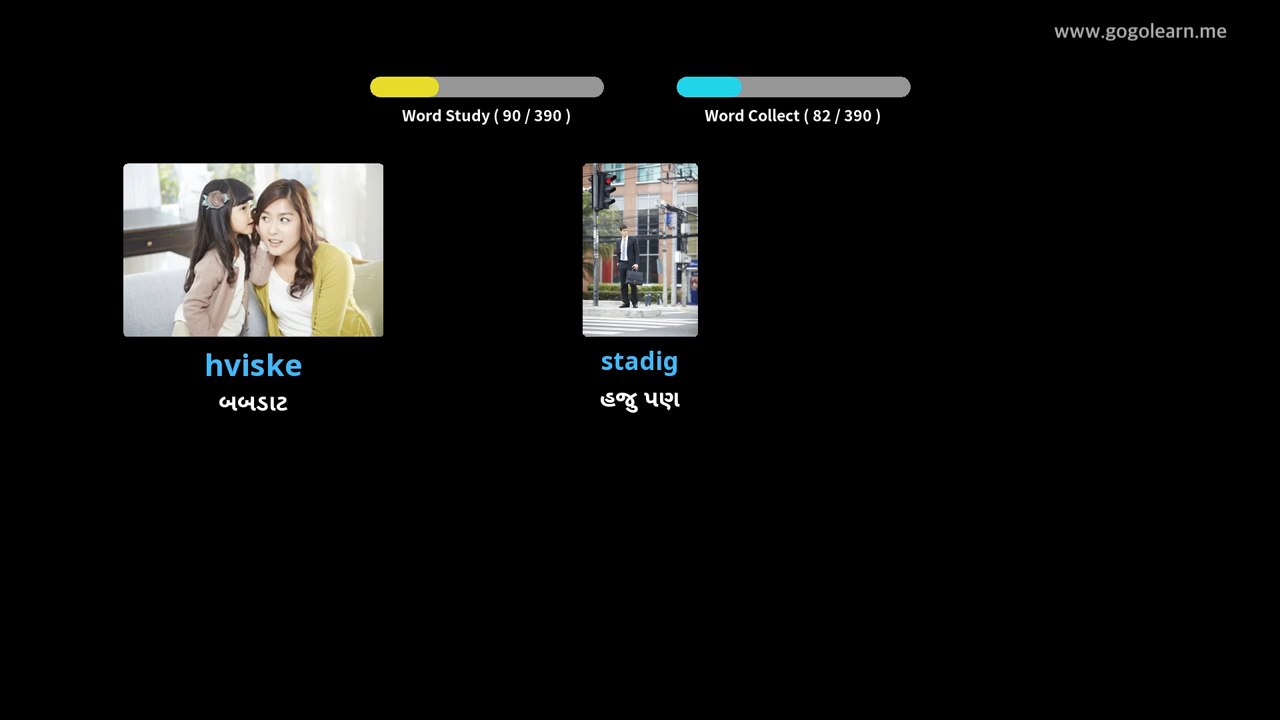 www.gogolearn.me
Word Study ( 90 / 390 )
Word Collect ( 82 / 390 )
hviske
બબડાટ
stadig
હજુ પણ